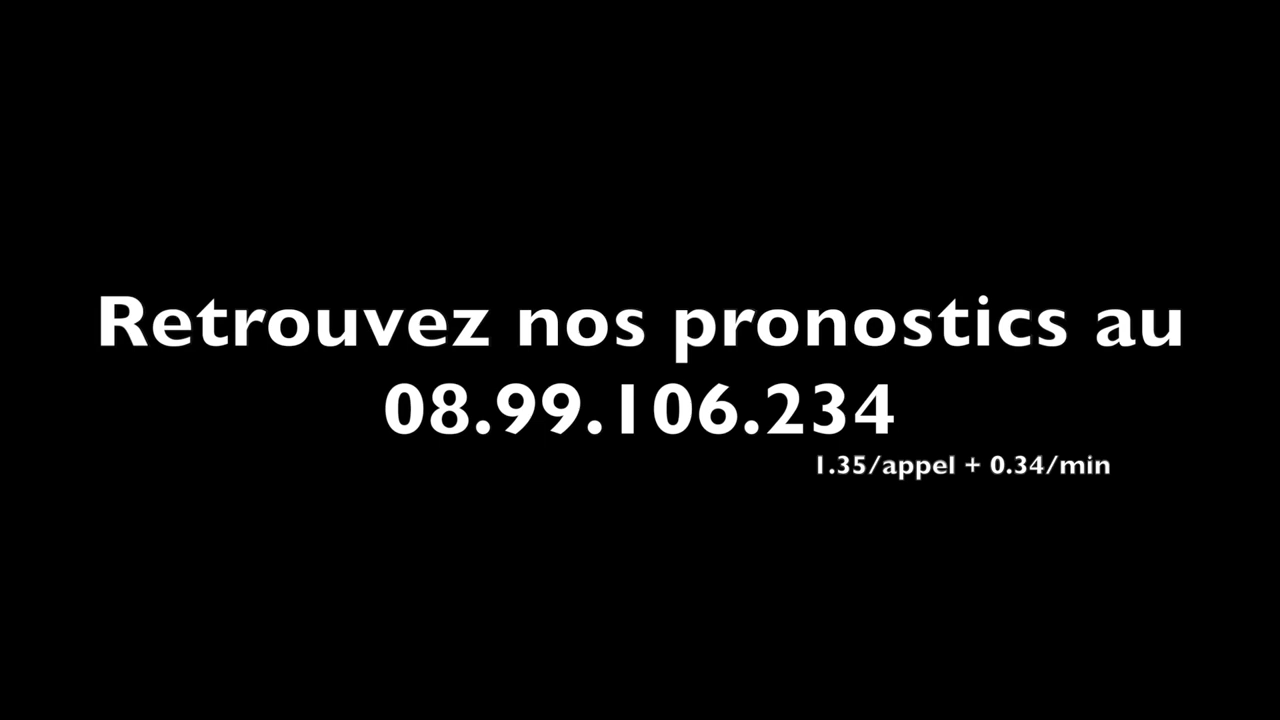 Retrouvez nos pronostics au
08.99.106.234
1.35/appel + 0.34/min